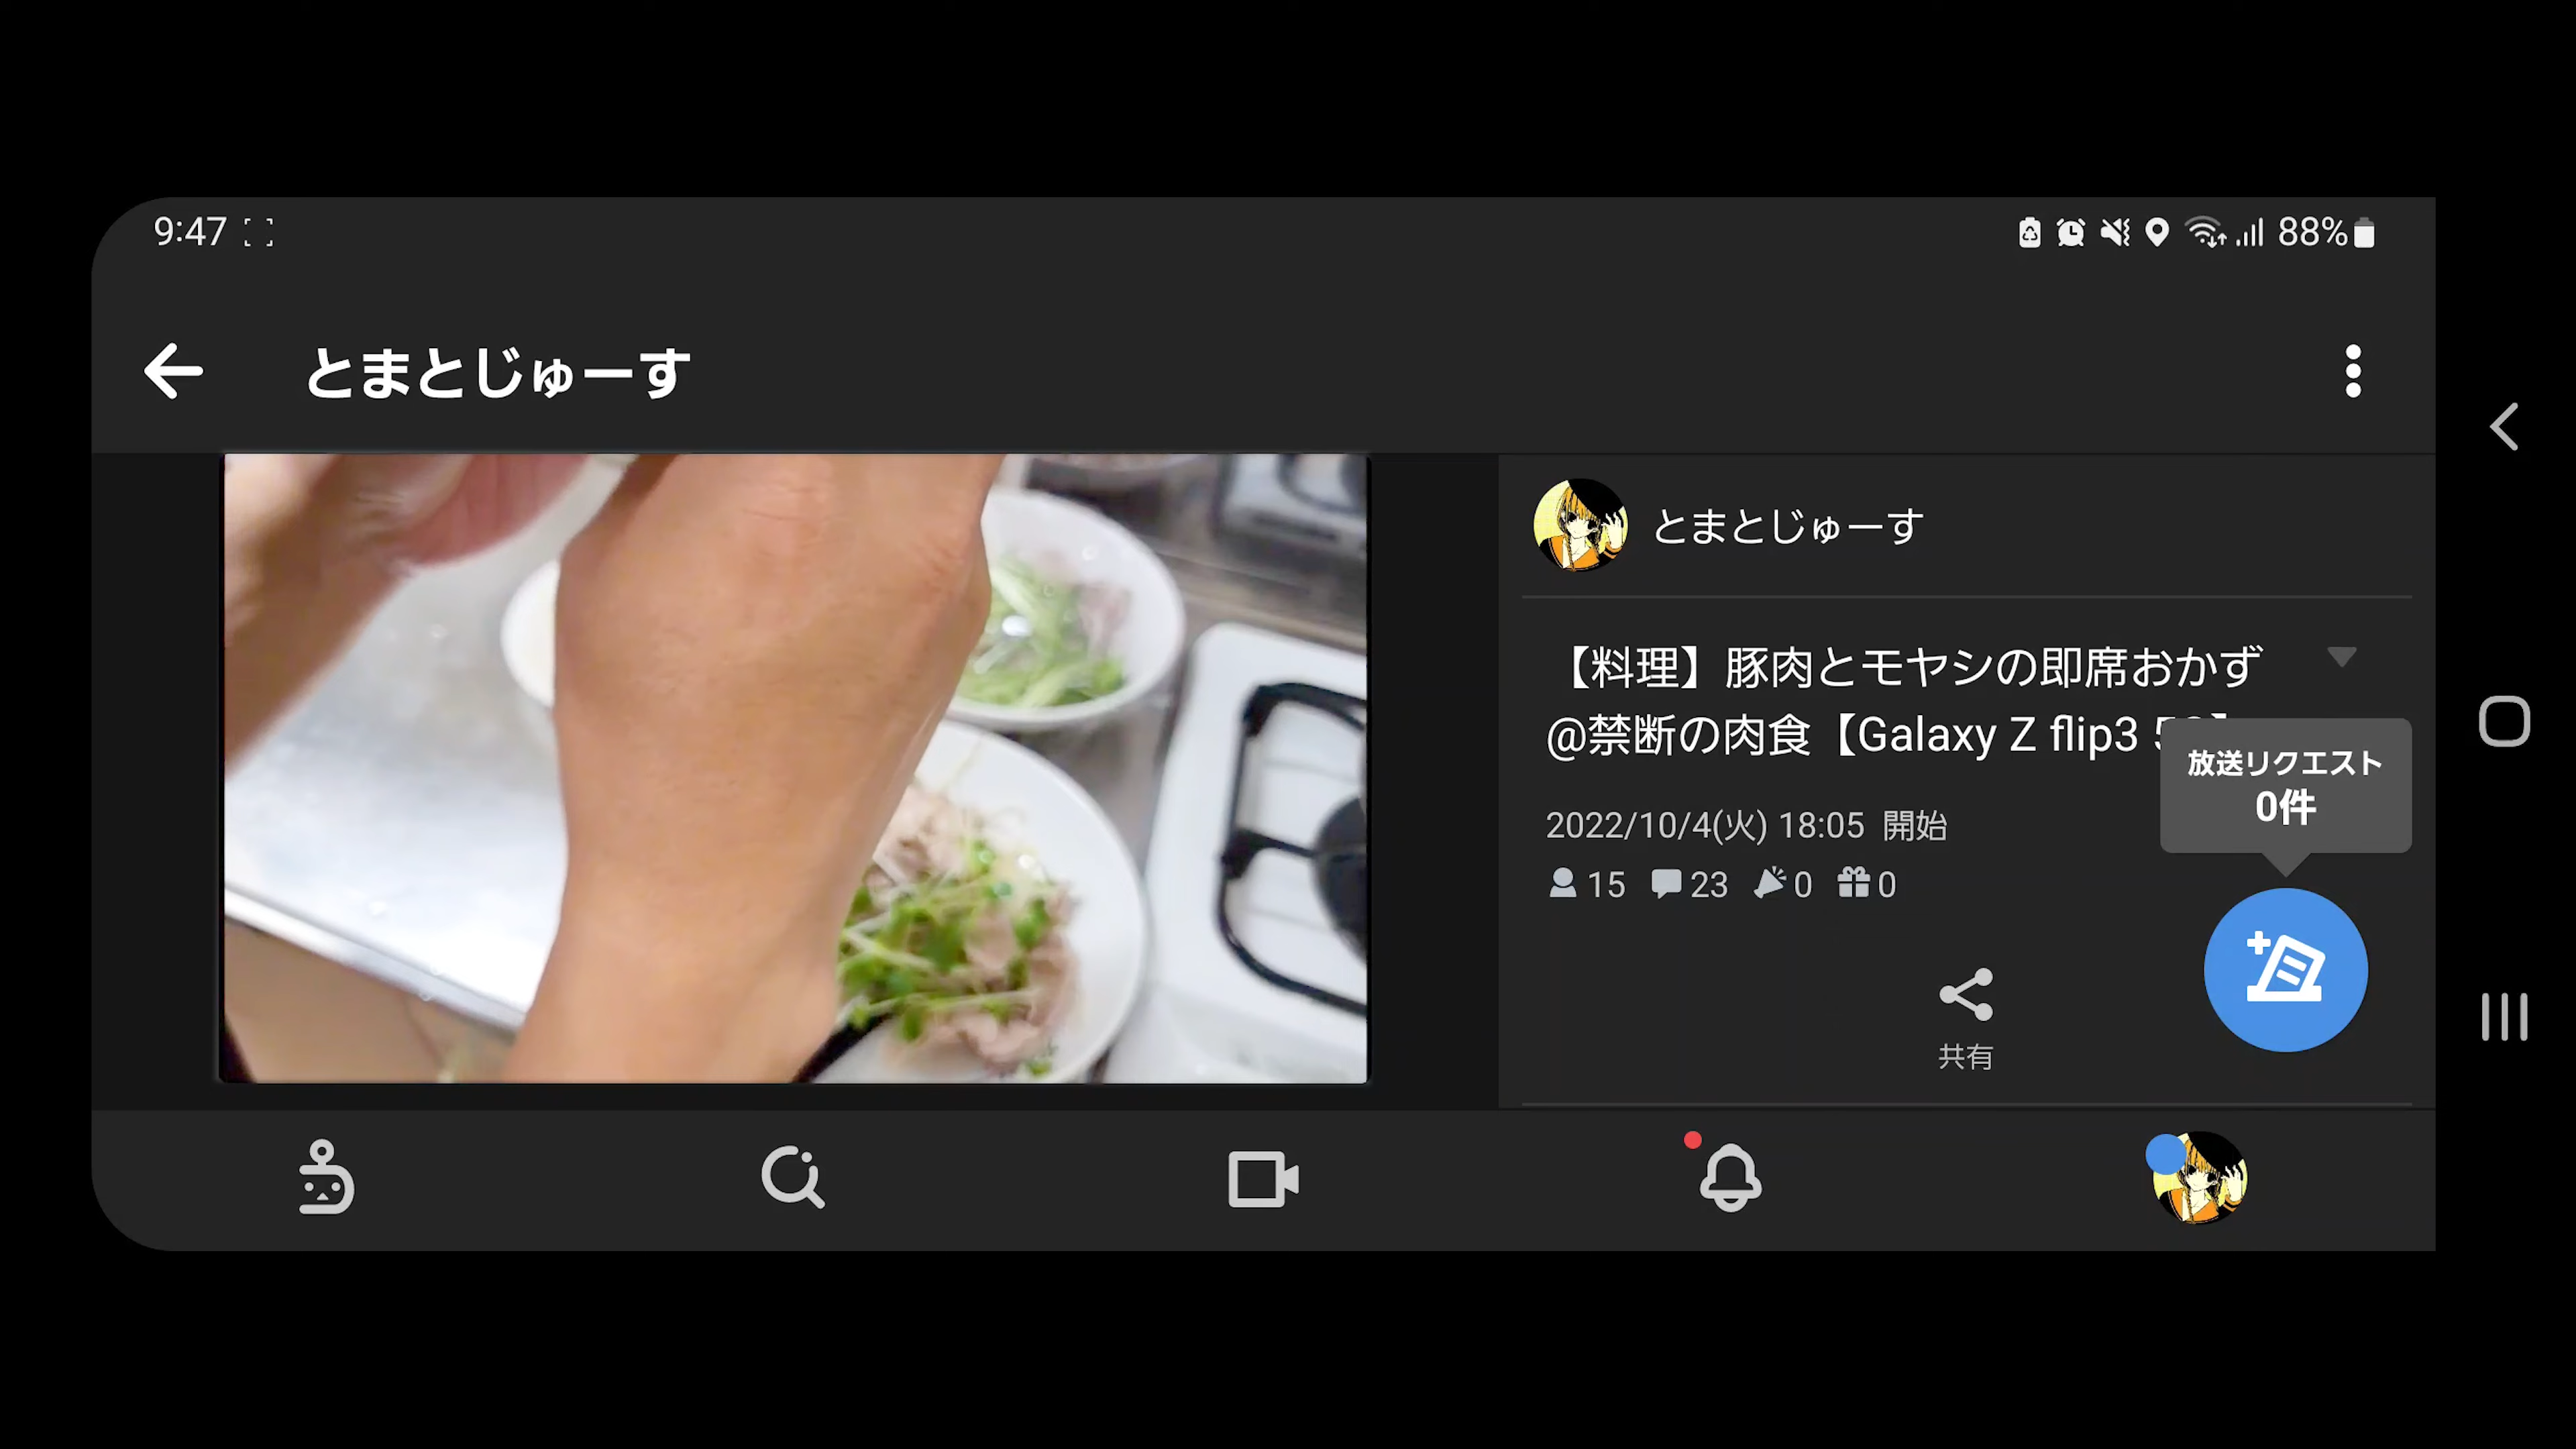 9:47
88%
とまとじゅーす
とまとじゅーす
【料理】豚肉とモヤシの即席おかず
@禁断の肉食【Galaxy Z flip3
放送リクエスト
0件
2022/10/4(火) 18:05 開始
15 23 0 0
共有